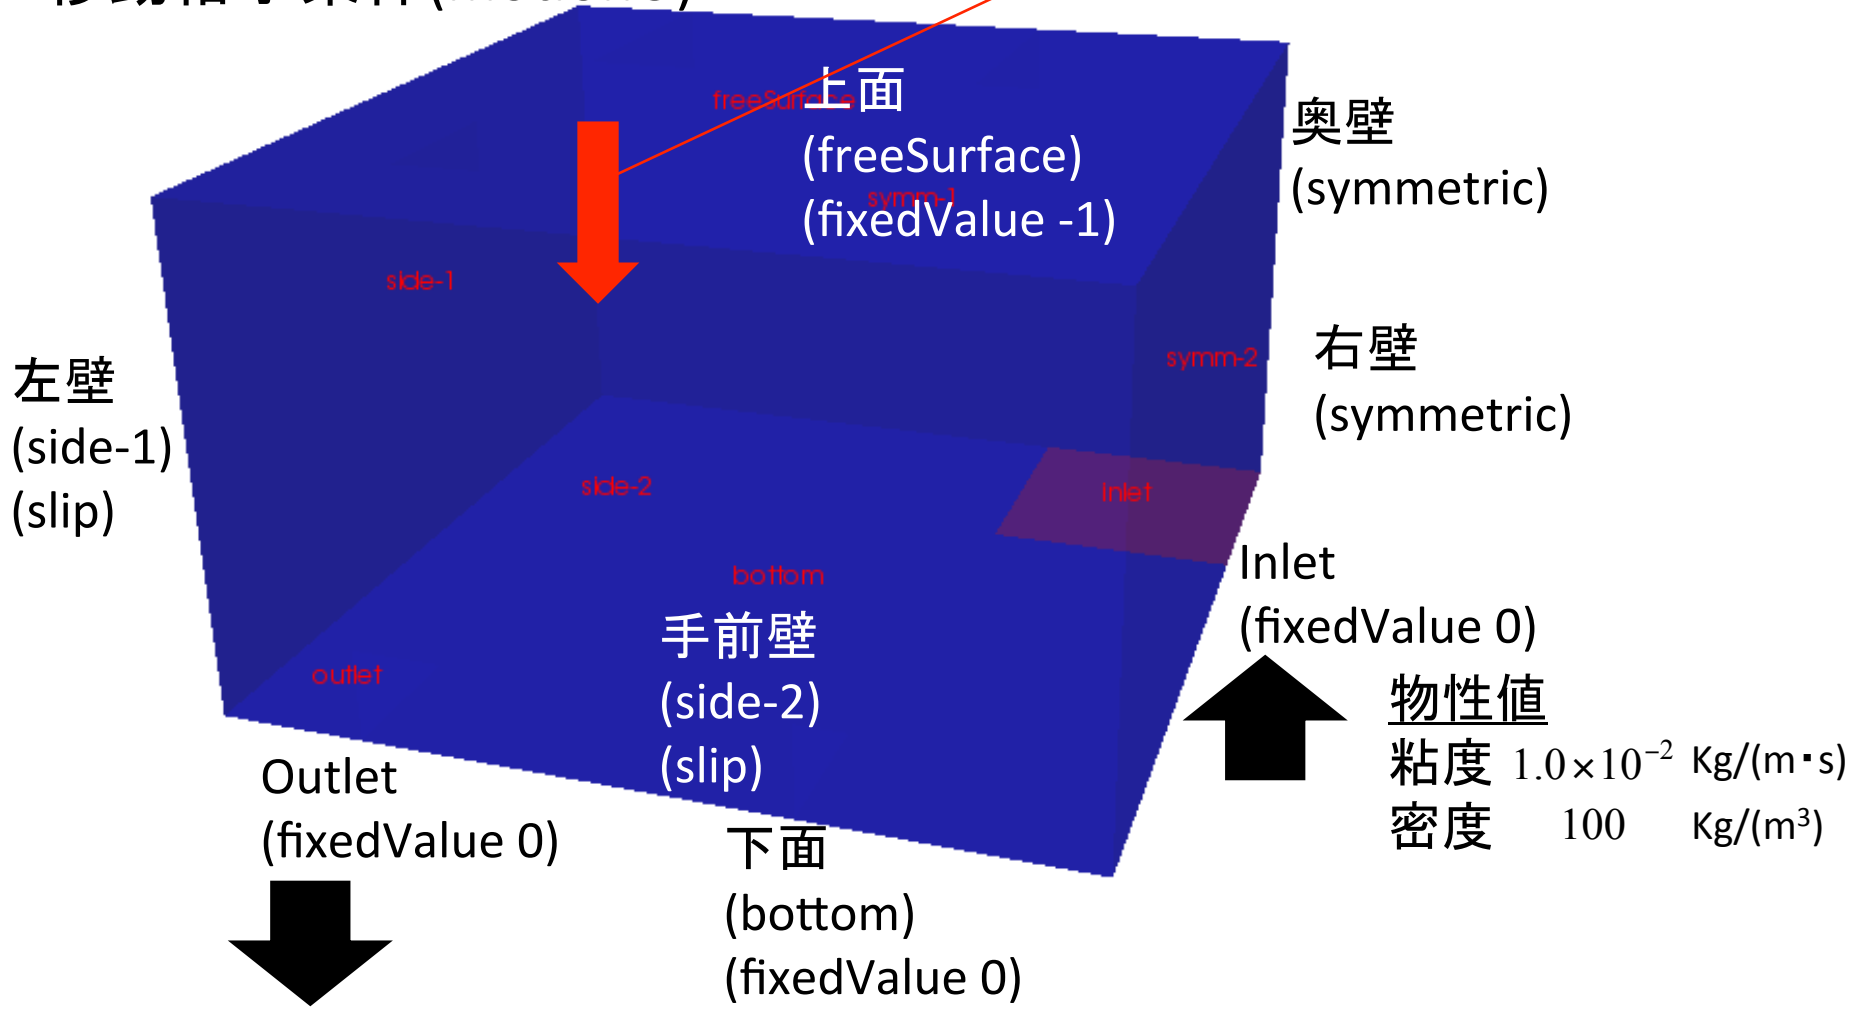 上面
(freeSurface)
(fixedValue -1)
freeSurface
symm-1
奥壁
(symmetric)
side-1
symm-2
右壁
(symmetric)
左壁
(side-1)
(slip)
side-2
inlet
bottom
Inlet
(fixedValue 0)
手前壁
(side-2)
(slip)
outlet
Outlet
(fixedValue 0)
下面
(bottom)
(fixedValue 0)
物性値
粘度 1.0×10⁻² Kg/(m・s)
密度 100 Kg/(m³)